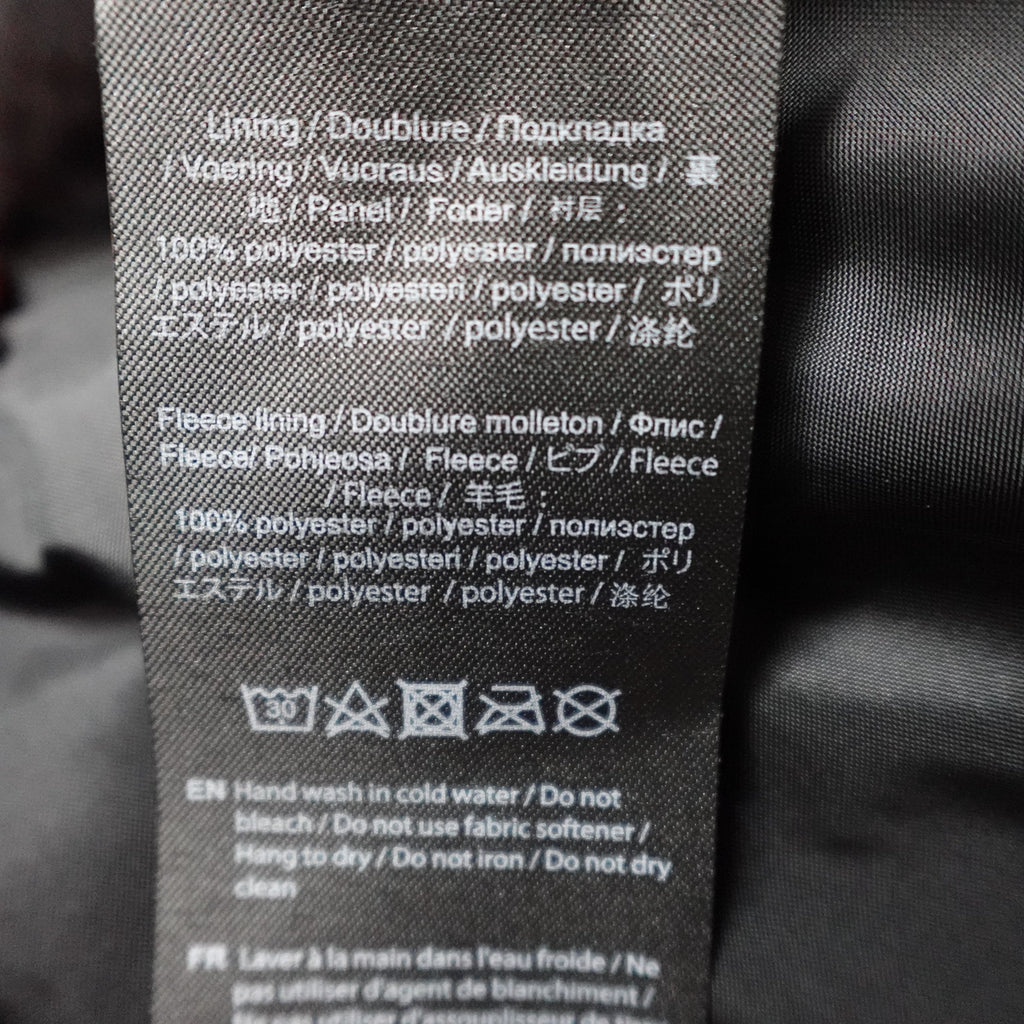 Lining / Doublure / Подкладка
/ Voering / Vuoraus / Auskleidung / 裏
地 / Panel / Foder / 衬层 :
100% polyester / polyester / полиэстер
/ polyester / polyesteri / polyester / ポリ
エステル / polyester / polyester / 涤纶
Fleece lining / Doublure molleton / Флис /
Fleece/ Pohjeosa / Fleece / ビブ / Fleece
/ Fleece / 羊毛 :
100% polyester / polyester / полиэстер
/ polyester / polyesteri / polyester / ポリ
エステル / polyester / polyester / 涤纶
30
EN Hand wash in cold water / Do not
bleach / Do not use fabric softener /
Hang to dry / Do not iron / Do not dry
clean
FR Laver à la main dans l'eau froide / Ne
pas utiliser d'agent de blanchiment /